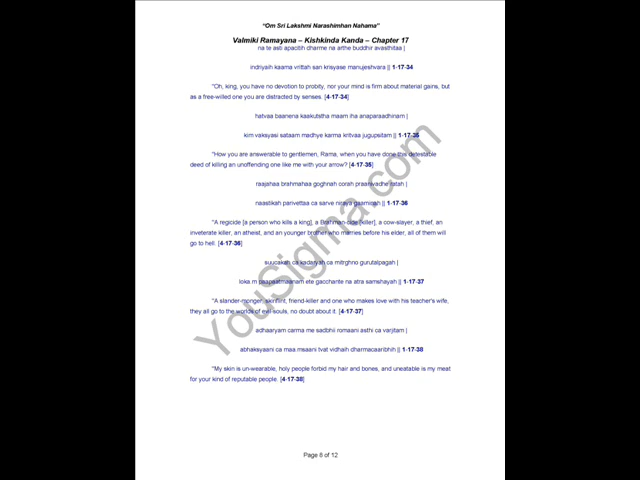 "Om Sri Lakshmi Narashimhan Nahama"
Valmiki Ramayana – Kishkinda Kanda – Chapter 17
na te asti apacitih dharme na arthe buddhir avasthitaa |
indriyaih kaama vrittah san krisyase manujeshvara || 1-17-34
"Oh, king, you have no devotion to probity, nor your mind is firm about material gains, but
as a free-willed one you are distracted by senses. [4-17-34]
hatvaa baanena kaakutstha maam iha anaparaadhinam |
kim vaksyasi sataam madhye karma kritvaa jugupsitam || 1-17-35
"How you are answerable to gentlemen, Rama, when you have done this detestable
deed of killing an unoffending one like me with your arrow? [4-17-35]
raajahaa brahmahaa goghnah corah praanivadhe ratah |
naastikah parivettaa ca sarve niraya gaaminah || 1-17-36
"A regicide [a person who kills a king], a Brahman-cide [killer], a cow-slayer, a thief, an
inveterate killer, an atheist, and an younger brother who marries before his elder, all of them will
go to hell. [4-17-36]
suucakah ca kadaryah ca mitrghno gurutalpagah |
loka.m paapaatmaanam ete gacchante na atra samshayah || 1-17-37
"A slander-monger, skinflint, friend-killer and one who makes love with his teacher's wife,
they all go to the worlds of evil-souls, no doubt about it. [4-17-37]
adhaaryam carma me sadbhii romaani asthi ca varjitam |
abhaksyaani ca maa msaani tvat vidhaih dharmacaaribhih || 1-17-38
"My skin is un-wearable, holy people forbid my hair and bones, and uneatable is my meat
for your kind of reputable people. [4-17-38]
YouSigma.com
Page 8 of 12